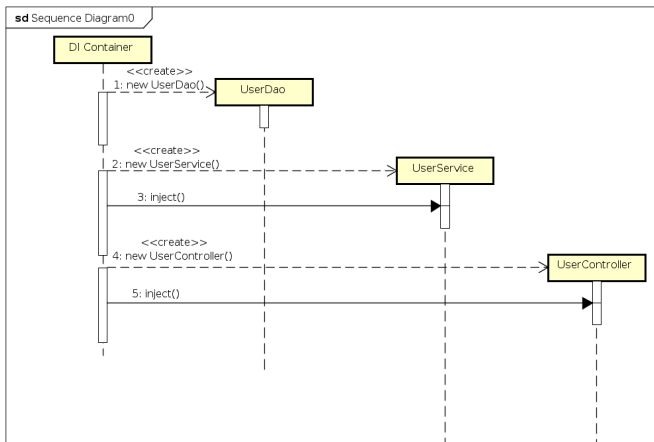 sd Sequence Diagram0
DI Container
<<create>>
1: new UserDao()
UserDao
<<create>>
2: new UserService()
UserService
3: inject()
<<create>>
4: new UserController()
UserController
5: inject()